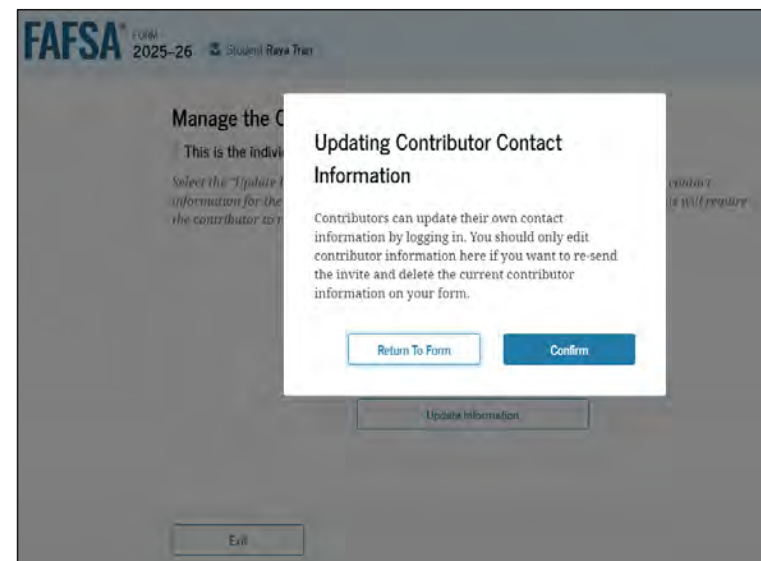 FAFSA® FORM
2025–26 Student Raya Tran
Manage the C
This is the indivi
Select the "Update I
contact
information for the
is will require
the contributor to r
Updating Contributor Contact
Information
Contributors can update their own contact
information by logging in. You should only edit
contributor information here if you want to re-send
the invite and delete the current contributor
information on your form.
Return To Form
Confirm
Update Information
Exit